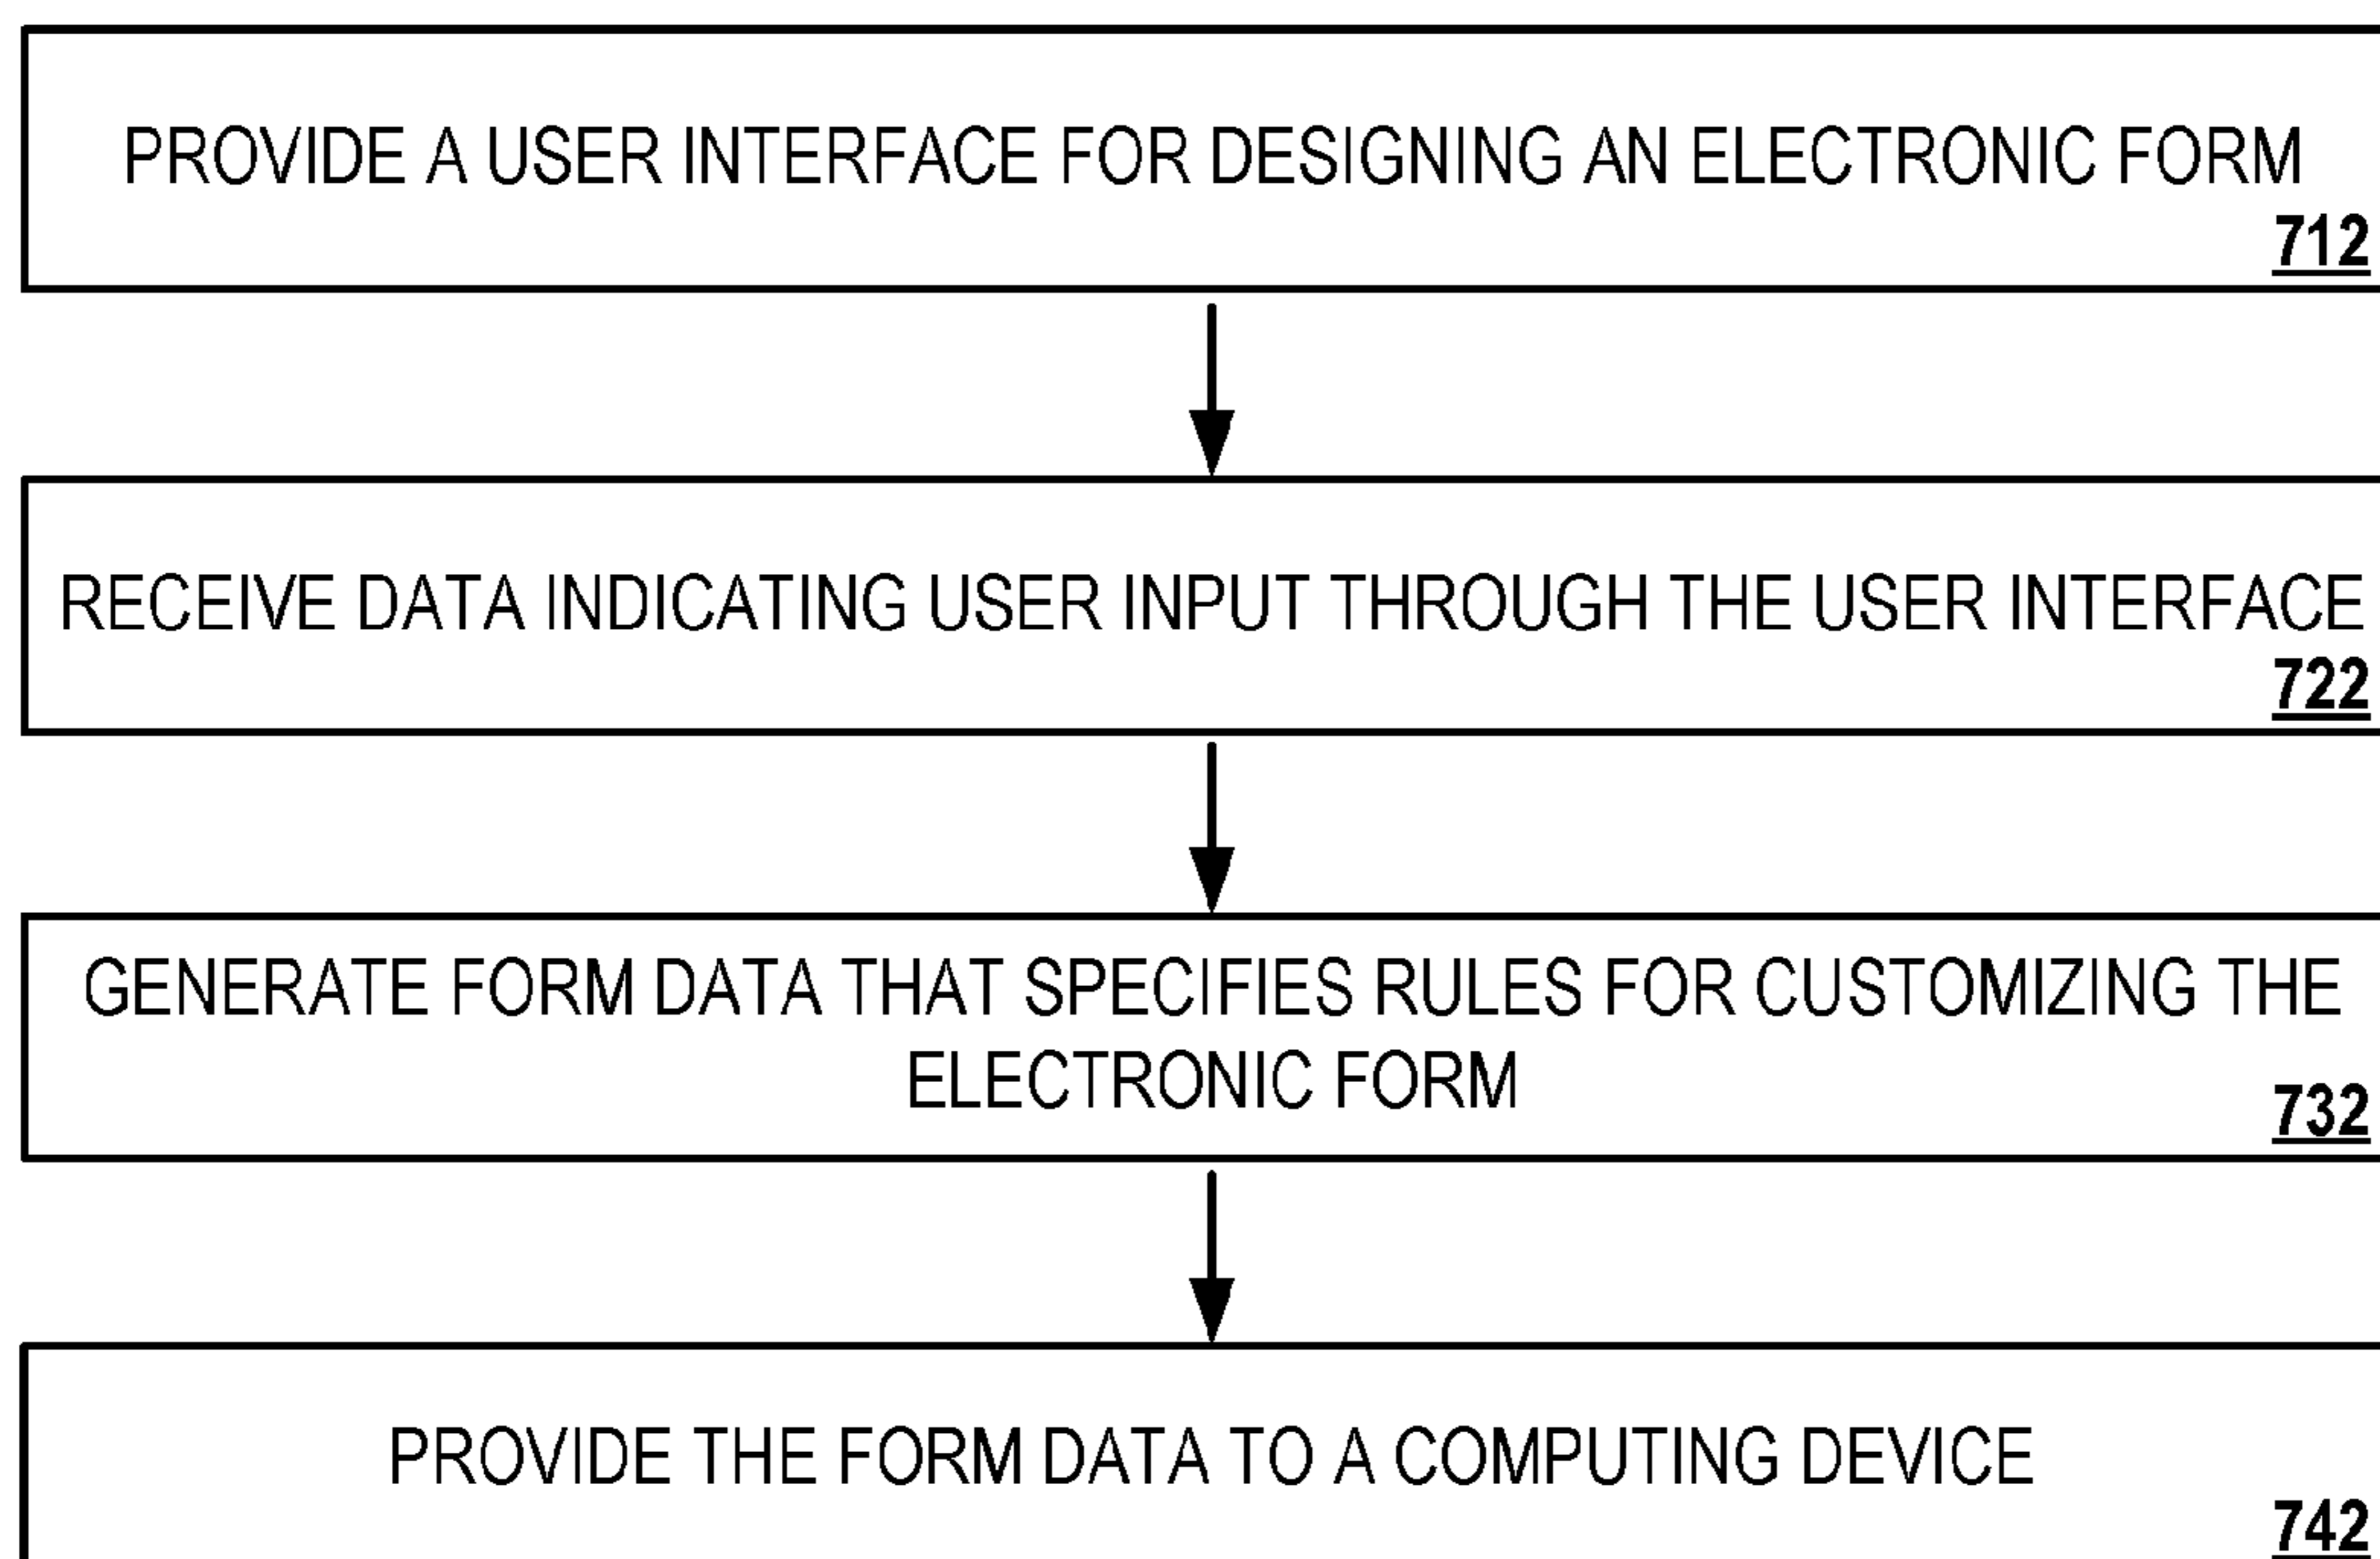 PROVIDE A USER INTERFACE FOR DESIGNING AN ELECTRONIC FORM
712
RECEIVE DATA INDICATING USER INPUT THROUGH THE USER INTERFACE
722
GENERATE FORM DATA THAT SPECIFIES RULES FOR CUSTOMIZING THE
ELECTRONIC FORM
732
PROVIDE THE FORM DATA TO A COMPUTING DEVICE
742